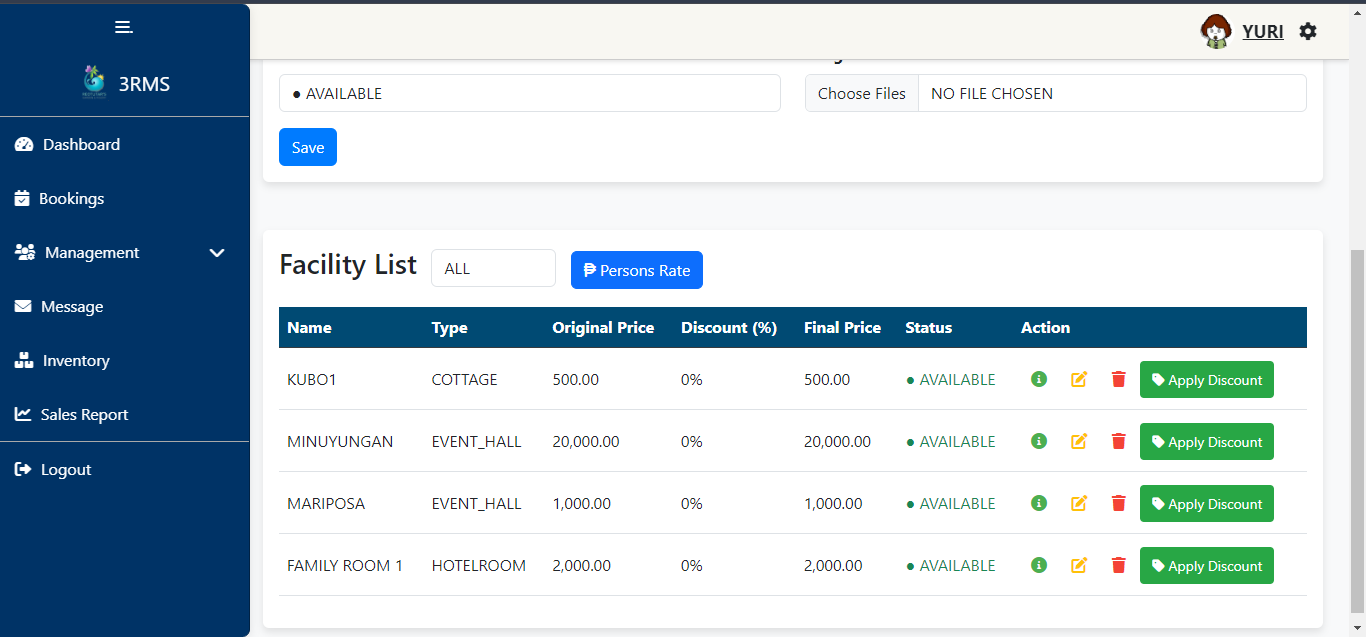 YURI
3RMS
Dashboard
Bookings
Management
Message
Inventory
Sales Report
Logout
● AVAILABLE
Choose Files NO FILE CHOSEN
Save
Facility List ALL ₱ Persons Rate
Name Type Original Price Discount (%) Final Price Status Action
KUBO1 COTTAGE 500.00 0% 500.00 ● AVAILABLE Apply Discount
MINUYUNGAN EVENT_HALL 20,000.00 0% 20,000.00 ● AVAILABLE Apply Discount
MARIPOSA EVENT_HALL 1,000.00 0% 1,000.00 ● AVAILABLE Apply Discount
FAMILY ROOM 1 HOTELROOM 2,000.00 0% 2,000.00 ● AVAILABLE Apply Discount